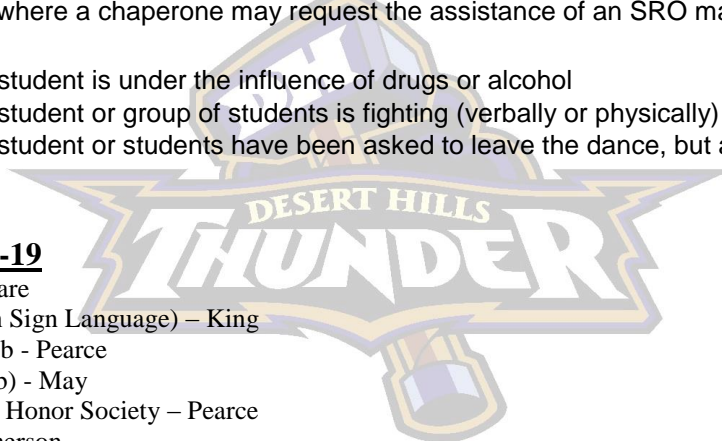 where a chaperone may request the assistance of an SRO ma
student is under the influence of drugs or alcohol
student or group of students is fighting (verbally or physically)
student or students have been asked to leave the dance, but a
DH
DESERT HILLS
THUNDER
-19
are
n Sign Language) – King
b - Pearce
b) - May
Honor Society – Pearce